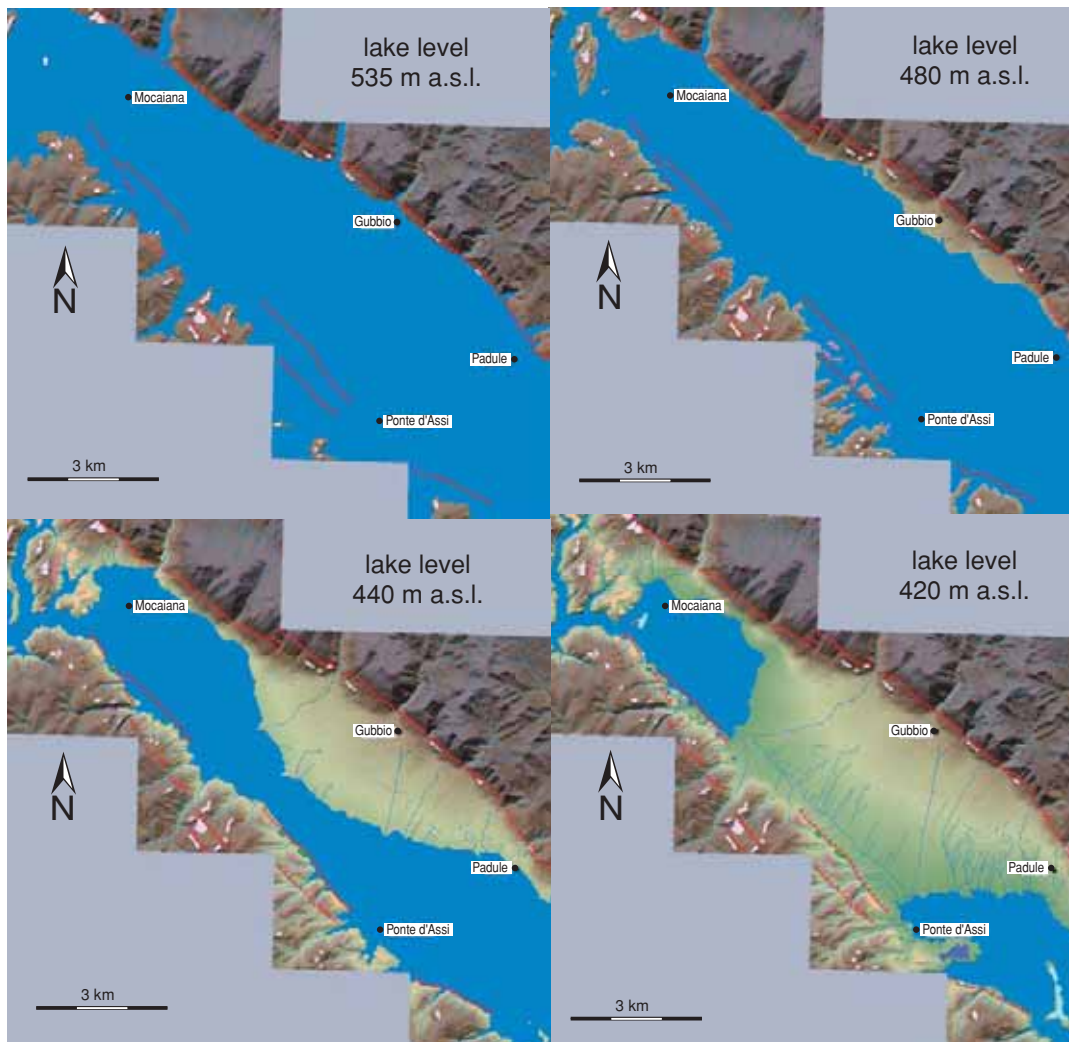 lake level
535 m a.s.l.
Mocaiana
Gubbio
N
Padule
Ponte d'Assi
3 km
lake level
480 m a.s.l.
Mocaiana
Gubbio
N
Padule
Ponte d'Assi
3 km
lake level
440 m a.s.l.
Mocaiana
Gubbio
N
Padule
Ponte d'Assi
3 km
lake level
420 m a.s.l.
Mocaiana
Gubbio
N
Padule
Ponte d'Assi
3 km